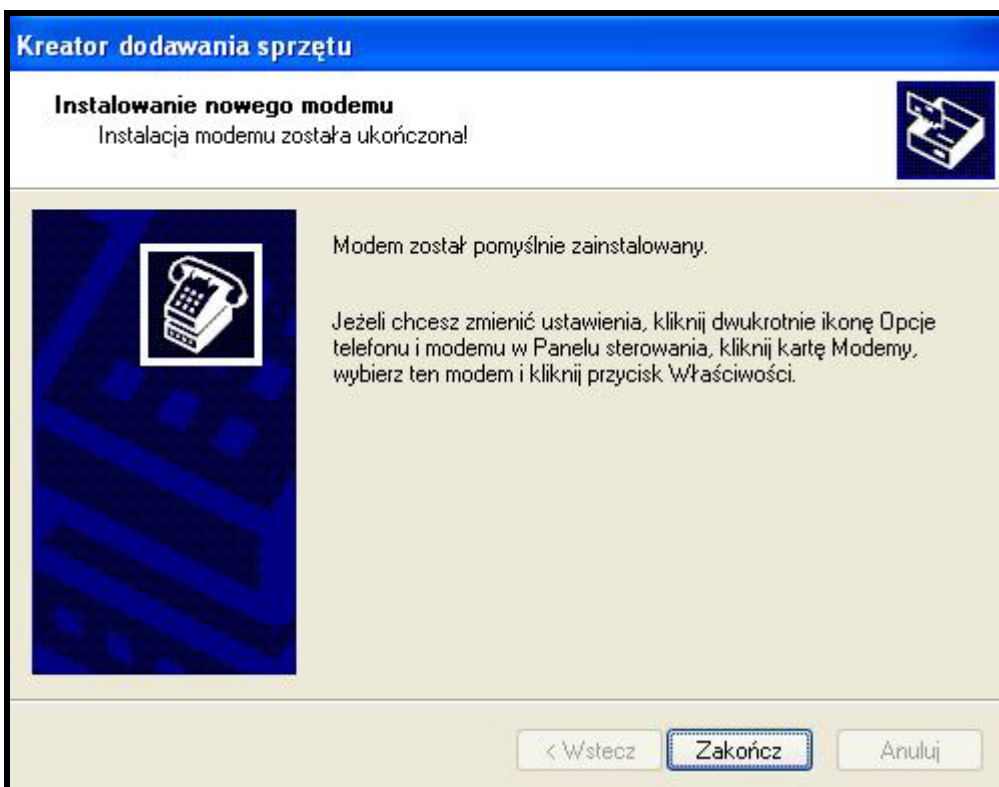 Kreator dodawania sprzętu
Instalowanie nowego modemu
Instalacja modemu została ukończona!
Modem został pomyślnie zainstalowany.
Jeżeli chcesz zmienić ustawienia, kliknij dwukrotnie ikonę Opcje
telefonu i modemu w Panelu sterowania, kliknij kartę Modemy,
wybierz ten modem i kliknij przycisk Właściwości.
< Wstecz
Zakończ
Anuluj